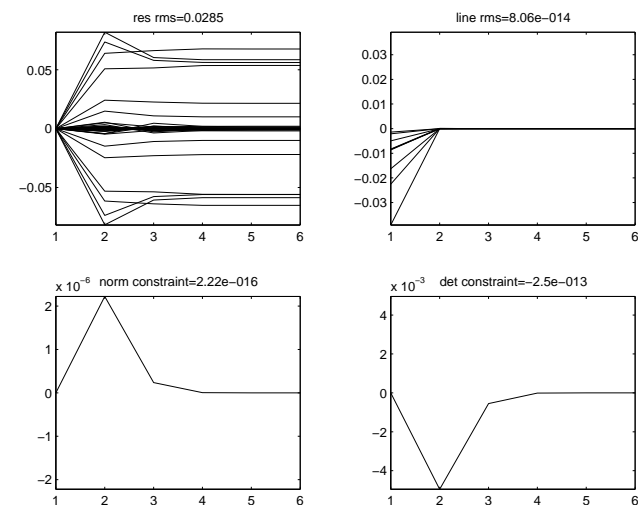 res rms=0.0285
0.05
0
−0.05
1 2 3 4 5 6
line rms=8.06e−014
0.03
0.02
0.01
0
−0.01
−0.02
−0.03
1 2 3 4 5 6
x 10⁻⁶ norm constraint=2.22e−016
2
1
0
−1
−2
1 2 3 4 5 6
x 10⁻³ det constraint=−2.5e−013
4
2
0
−2
−4
1 2 3 4 5 6